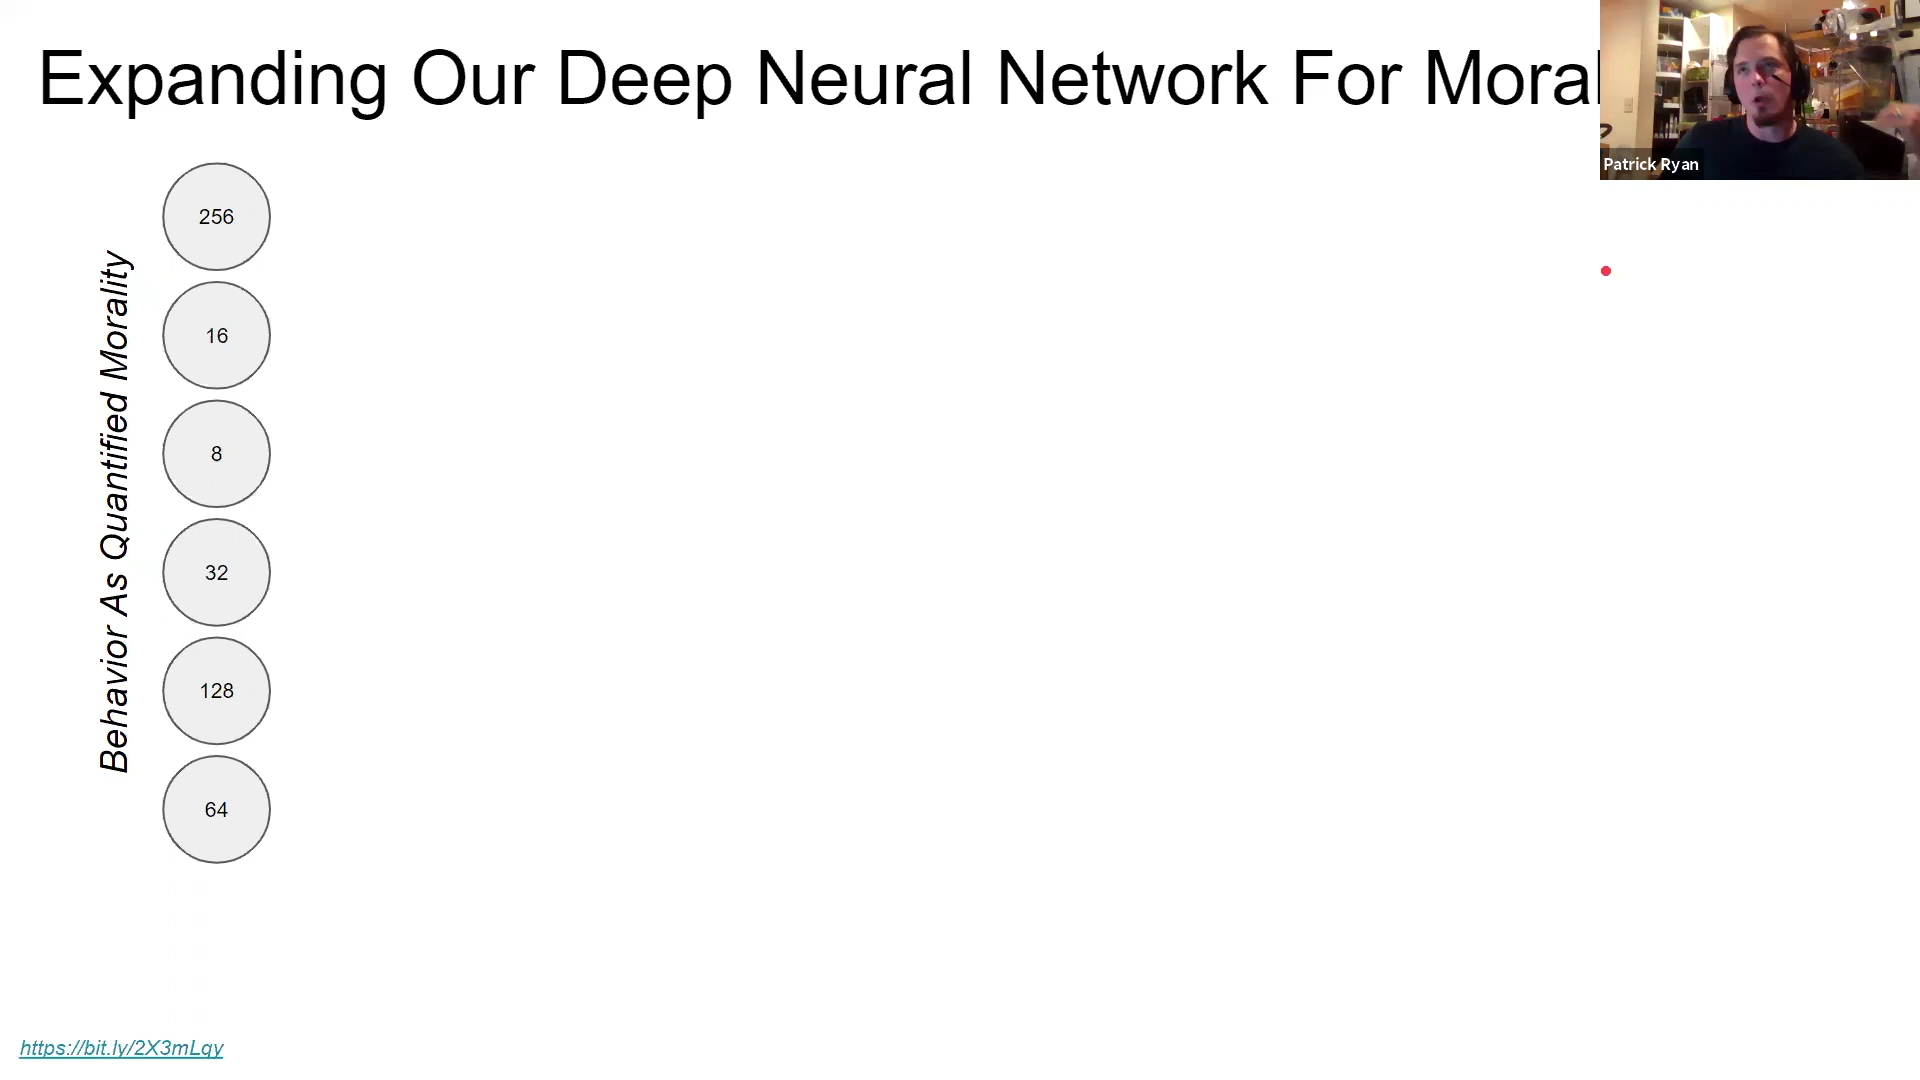 Expanding Our Deep Neural Network For Moral
Patrick Ryan
Behavior As Quantified Morality
256
16
8
32
128
64
https://bit.ly/2X3mLqy